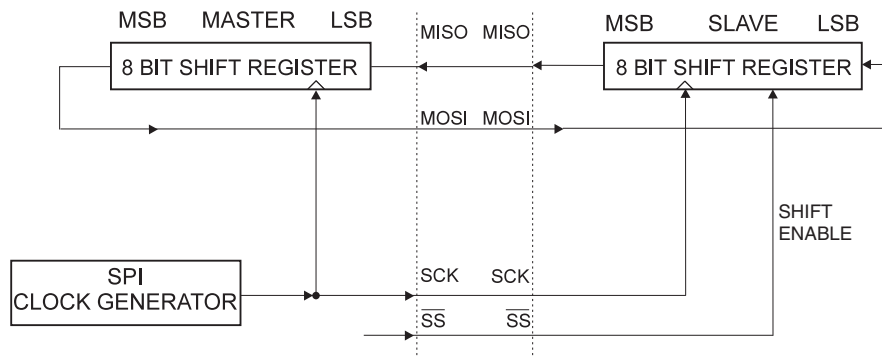 MSB MASTER LSB
MISO MISO
MSB SLAVE LSB
8 BIT SHIFT REGISTER
8 BIT SHIFT REGISTER
MOSI MOSI
SHIFT
ENABLE
SPI
CLOCK GENERATOR
SCK SCK
SS SS